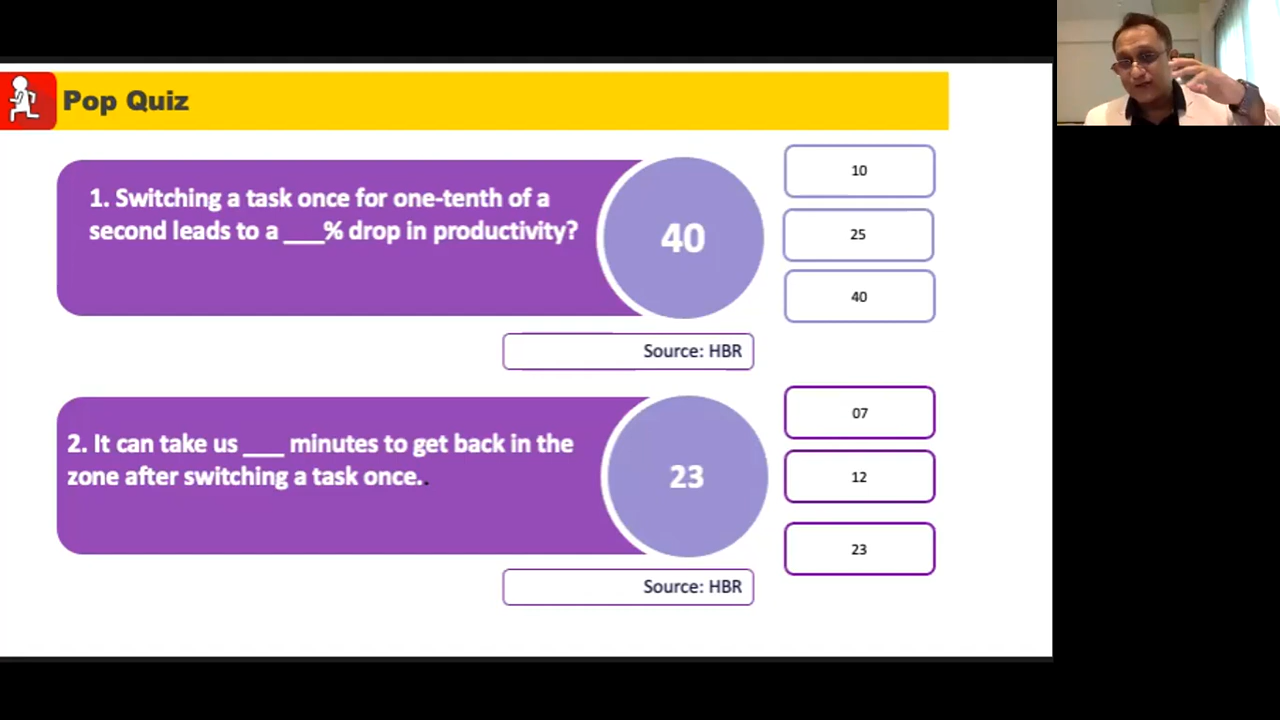 Pop Quiz
1. Switching a task once for one-tenth of a
second leads to a ___% drop in productivity?
40
10
25
40
Source: HBR
2. It can take us ___ minutes to get back in the
zone after switching a task once..
23
07
12
23
Source: HBR